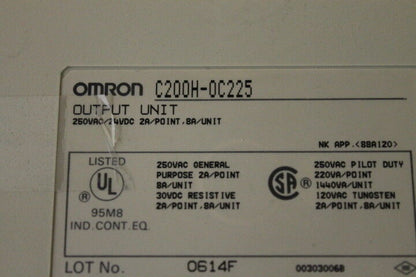 omron C200H-OC225
OUTPUT UNIT
250VAC/24VDC 2A/POINT,8A/UNIT
NK APP.<88A120>
LISTED
UL ®
95M8
IND.CONT.EQ.
250VAC GENERAL
PURPOSE 2A/POINT
8A/UNIT
30VDC RESISTIVE
2A/POINT,8A/UNIT
® SA
250VAC PILOT DUTY
220VA/POINT
1440VA/UNIT
120VAC TUNGSTEN
2A/POINT,8A/UNIT
LOT No. 0614F 00303006B